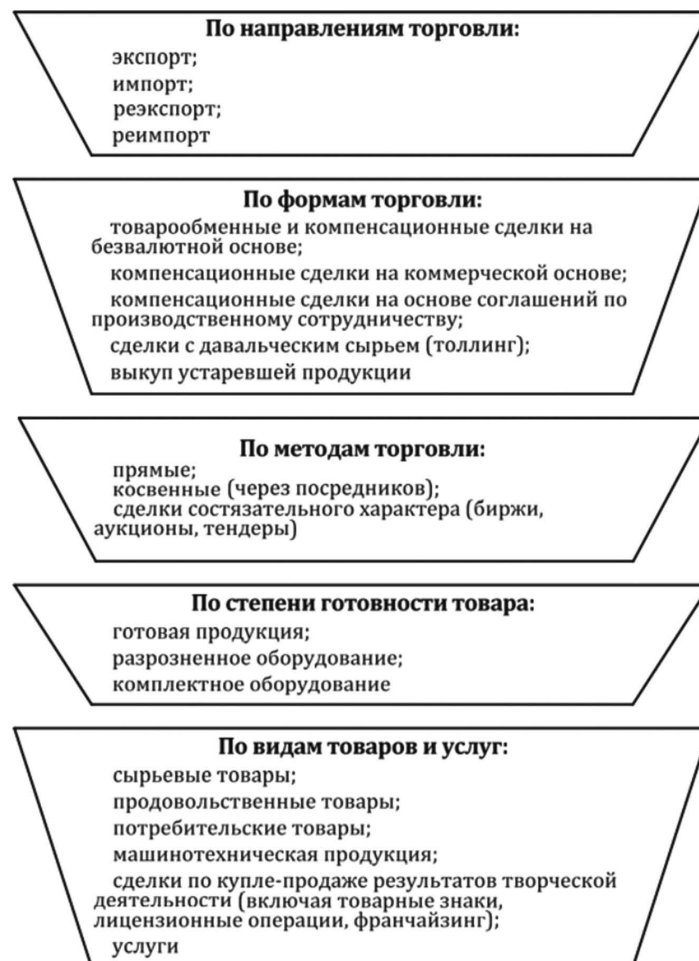 По направлениям торговли:
экспорт;
импорт;
реэкспорт;
реимпорт
По формам торговли:
товарообменные и компенсационные сделки на
безвалютной основе;
компенсационные сделки на коммерческой основе;
компенсационные сделки на основе соглашений по
производственному сотрудничеству;
сделки с давальческим сырьем (толлинг);
выкуп устаревшей продукции
По методам торговли:
прямые;
косвенные (через посредников);
сделки состязательного характера (биржи,
аукционы, тендеры)
По степени готовности товара:
готовая продукция;
разрозненное оборудование;
комплектное оборудование
По видам товаров и услуг:
сырьевые товары;
продовольственные товары;
потребительские товары;
машинотехническая продукция;
сделки по купле-продаже результатов творческой
деятельности (включая товарные знаки,
лицензионные операции, франчайзинг);
услуги